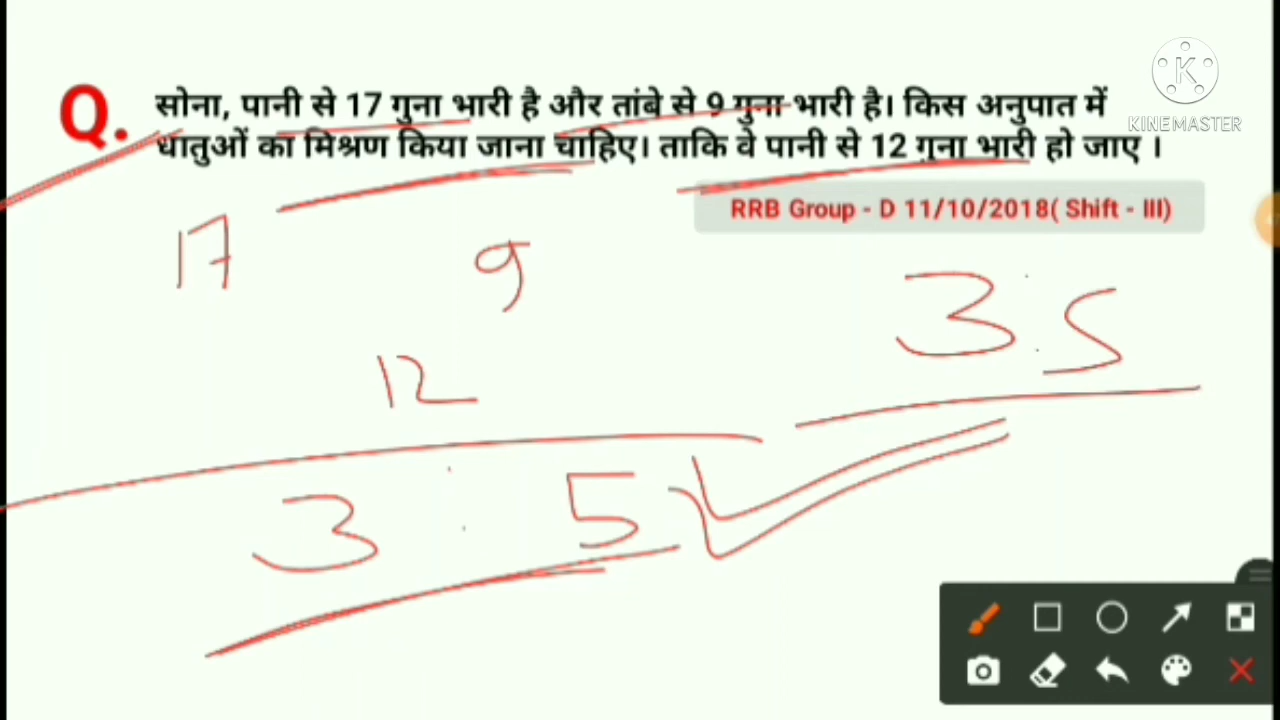 Q. सोना, पानी से 17 गुना भारी है और तांबे से 9 गुना भारी है। किस अनुपात में
धातुओं का मिश्रण किया जाना चाहिए। ताकि वे पानी से 12 गुना भारी हो जाए ।
KINEMASTER
RRB Group - D 11/10/2018( Shift - III)
17 9
3:5
12
3 : 5